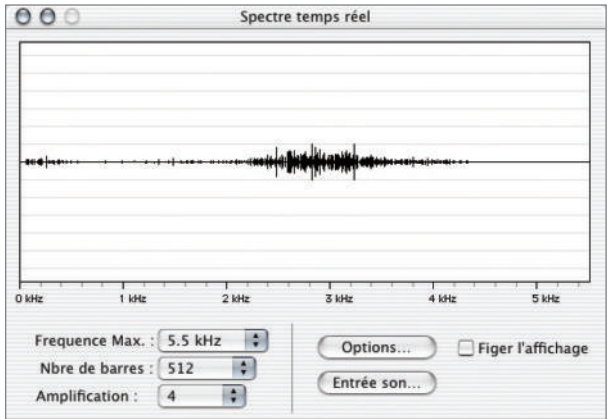 Spectre temps réel
0 kHz 1 kHz 2 kHz 3 kHz 4 kHz 5 kHz
Frequence Max. : 5.5 kHz
Options...
Figer l'affichage
Nbre de barres : 512
Entrée son...
Amplification : 4